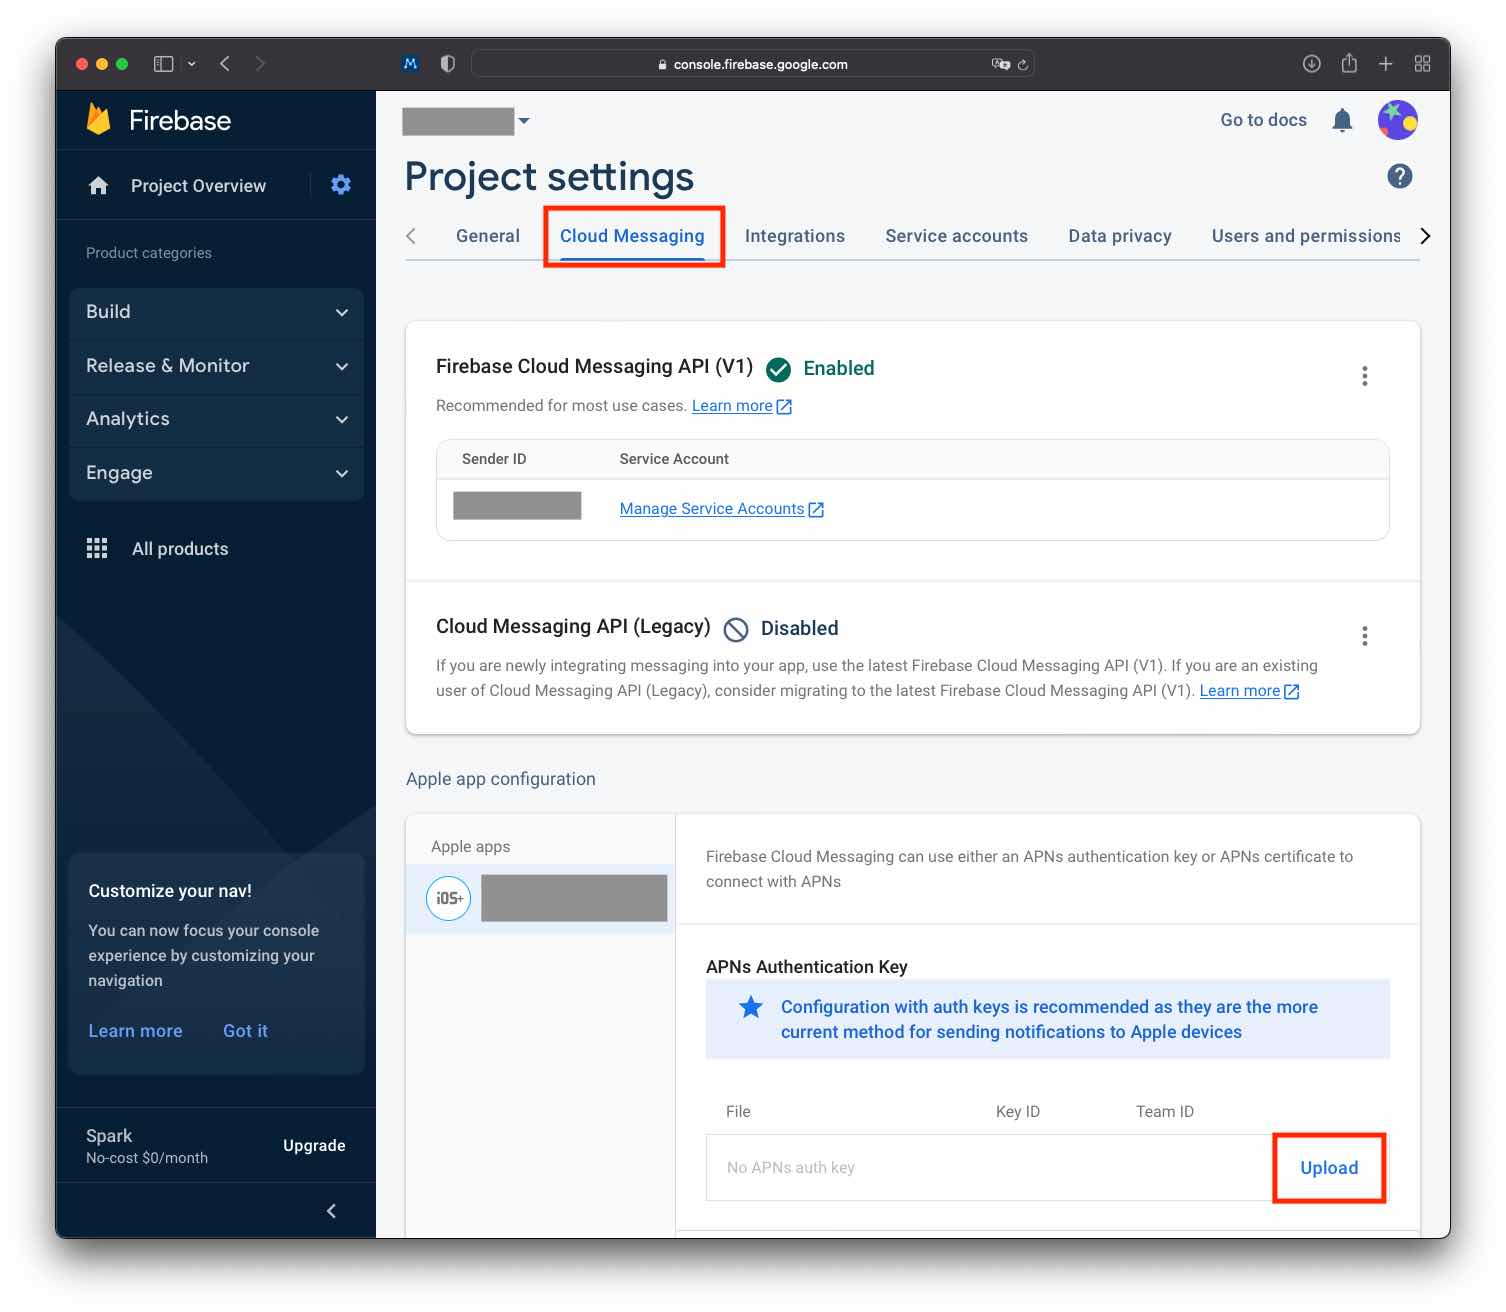 console.firebase.google.com
Firebase
Go to docs
Project Overview
Project settings
General
Cloud Messaging
Integrations
Service accounts
Data privacy
Users and permissions
Product categories
Build
Release & Monitor
Analytics
Engage
All products
Firebase Cloud Messaging API (V1)
Enabled
Recommended for most use cases. Learn more
Sender ID
Service Account
Manage Service Accounts
Cloud Messaging API (Legacy)
Disabled
If you are newly integrating messaging into your app, use the latest Firebase Cloud Messaging API (V1). If you are an existing
user of Cloud Messaging API (Legacy), consider migrating to the latest Firebase Cloud Messaging API (V1). Learn more
Apple app configuration
Apple apps
iOS+
Firebase Cloud Messaging can use either an APNs authentication key or APNs certificate to
connect with APNs
APNs Authentication Key
Configuration with auth keys is recommended as they are the more
current method for sending notifications to Apple devices
File
Key ID
Team ID
No APNs auth key
Upload
Customize your nav!
You can now focus your console
experience by customizing your
navigation
Learn more
Got it
Spark
No-cost $0/month
Upgrade